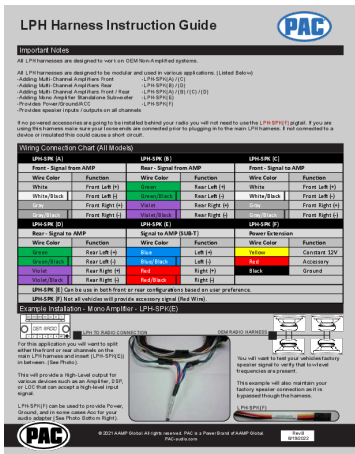 LPH Harness Instruction Guide
PAC
Important Notes
All LPH harnesses are designed to work on OEM Non-Amplified systems.
All LPH harnesses are designed to be modular and used in various applications. (Listed Below)
-Adding Multi-Channel Amplifiers Front -LPH-SPK(A) / (C)
-Adding Multi-Channel Amplifiers Rear -LPH-SPK(B) / (D)
-Adding Multi-Channel Amplifiers Front / Rear -LPH-SPK(A) / (B) / (C) / (D)
-Adding Mono Amplifier Standalone Subwoofer -LPH-SPK(E)
-Provides Power/Ground/ACC -LPH-SPK(F)
-Provides speaker inputs / outputs on all channels
If no powered accessories are going to be installed behind your radio you will not need to use the LPH-SPK(F) pigtail. If you are
using this harness make sure your loose ends are connected prior to plugging in to the main LPH harness. If not connected to a
device or insulated this could cause a short circuit.
Wiring Connection Chart (All Models)
LPH-SPK (A) LPH-SPK (B) LPH-SPK (C)
Front - Signal from AMP Rear - Signal from AMP Front - Signal to AMP
Wire Color Function Wire Color Function Wire Color Function
White Front Left (+) Green Rear Left (+) White Front Left (+)
White/Black Front Left (-) Green/Black Rear Left (-) White/Black Front Left (-)
Gray Front Right (+) Violet Rear Right (+) Gray Front Right (+)
Gray/Black Front Right (-) Violet/Black Rear Right (-) Gray/Black Front Right (-)
LPH-SPK (D) LPH-SPK (E) LPH-SPK (F)
Rear - Signal to AMP Signal to AMP (SUB-T) Power Extension
Wire Color Function Wire Color Function Wire Color Function
Green Rear Left (+) Blue Left (+) Yellow Constant 12V
Green/Black Rear Left (-) Blue/Black Left (-) Red Accessory
Violet Rear Right (+) Red Right (+) Black Ground
Violet/Black Rear Right (-) Red/Black Right (-)
LPH-SPK (E) Can be use in both front or rear configurations based on user preference.
LPH-SPK (F) Not all vehicles will provide accessory signal (Red Wire).
Example Installation - Mono Amplifier - LPH-SPK(E)
OEM RADIO
LPH TO RADIO CONNECTION
OEM RADIO HARNESS
For this application you will want to split
either the front or rear channels on the
main LPH harness and insert (LPH-SPK(E))
in between. (See Photo).
This will provide a High-Level output for
various devices such as an Amplifier, DSP,
or LOC that can accept a high-level input
signal.
LPH-SPK(F) can be used to provide Power,
Ground, and in some cases Acc for your
audio adapter (See Photo Bottom Right).
You will want to test your vehicles factory
speaker signal to verify that low level
frequencies are present.
This example will also maintain your
factory speaker connection as it is
bypassed through the harness.
LPH-SPK(F)
PAC
© 2021 AAMP Global. All rights reserved. PAC is a Power Brand of AAMP Global.
PAC-audio.com
Rev.B